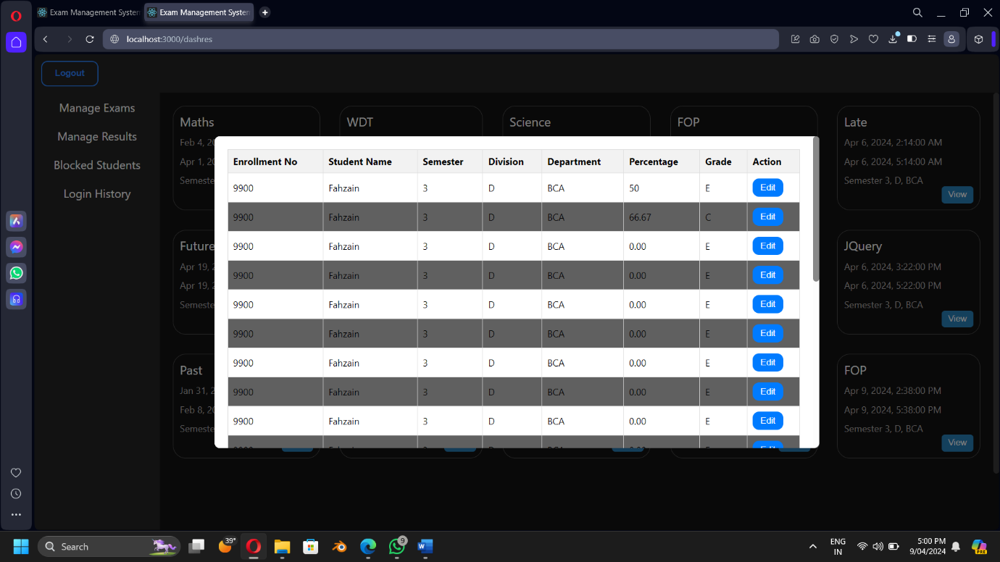 Exam Management System
Exam Management System
localhost:3000/dashres
Logout
Manage Exams
Manage Results
Blocked Students
Login History
Maths
Feb 4, 20
Apr 1, 20
Semeste
WDT
Science
FOP
Late
Apr 6, 2024, 2:14:00 AM
Apr 6, 2024, 5:14:00 AM
Semester 3, D, BCA
View
Future
Apr 19, 2
Apr 19, 2
Semeste
JQuery
Apr 6, 2024, 3:22:00 PM
Apr 6, 2024, 5:22:00 PM
Semester 3, D, BCA
View
Past
Jan 31, 2
Feb 8, 20
Semeste
FOP
Apr 9, 2024, 2:38:00 PM
Apr 9, 2024, 5:38:00 PM
Semester 3, D, BCA
View
Enrollment No Student Name Semester Division Department Percentage Grade Action
9900 Fahzain 3 D BCA 50 E Edit
9900 Fahzain 3 D BCA 66.67 C Edit
9900 Fahzain 3 D BCA 0.00 E Edit
9900 Fahzain 3 D BCA 0.00 E Edit
9900 Fahzain 3 D BCA 0.00 E Edit
9900 Fahzain 3 D BCA 0.00 E Edit
9900 Fahzain 3 D BCA 0.00 E Edit
9900 Fahzain 3 D BCA 0.00 E Edit
9900 Fahzain 3 D BCA 0.00 E Edit
Search
39°
9
ENG
IN
5:00 PM
9/04/2024
PRE